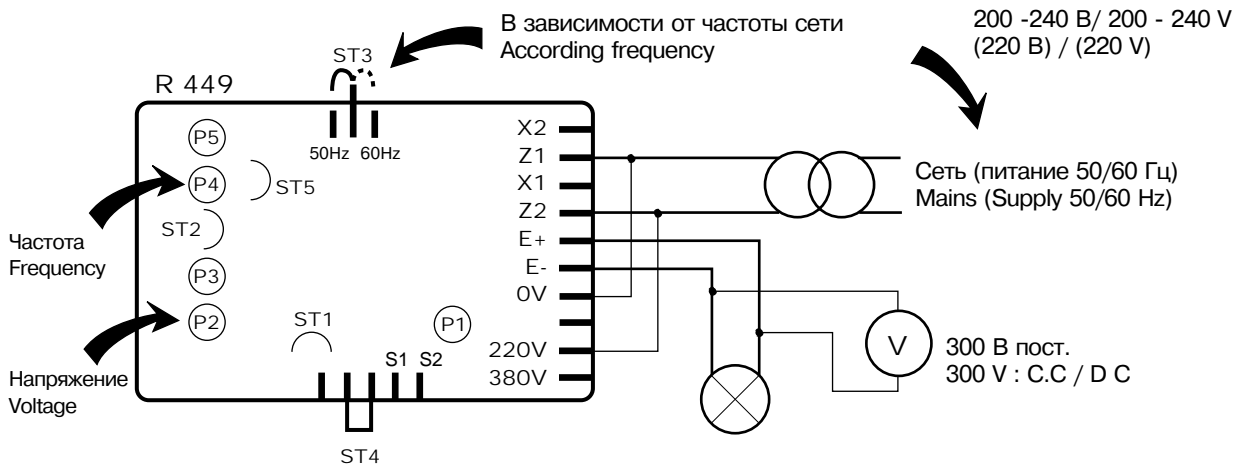 В зависимости от частоты сети
According frequency
200 -240 В/ 200 - 240 V
(220 В) / (220 V)
ST3
R 449
50Hz 60Hz
P5
P4
ST5
ST2
P3
P2
ST1
P1
S1 S2
ST4
X2
Z1
X1
Z2
E+
E-
0V
220V
380V
Частота
Frequency
Напряжение
Voltage
Сеть (питание 50/60 Гц)
Mains (Supply 50/60 Hz)
V
300 В пост.
300 V : C.C / D C